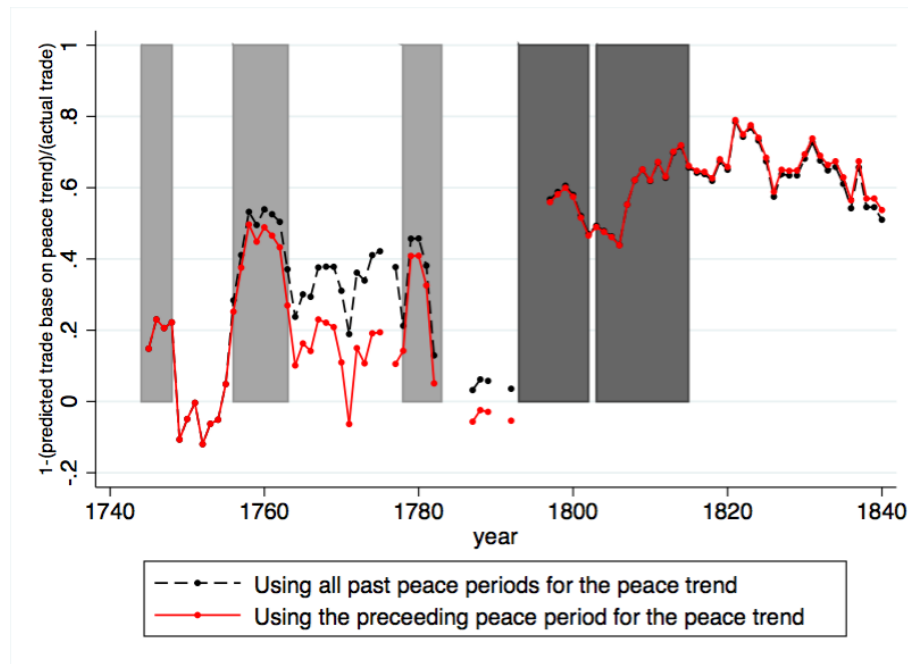 1-(predicted trade base on peace trend)/(actual trade)
1
.8
.6
.4
.2
0
-.2
1740 1760 1780 1800 1820 1840
year
Using all past peace periods for the peace trend
Using the preceeding peace period for the peace trend